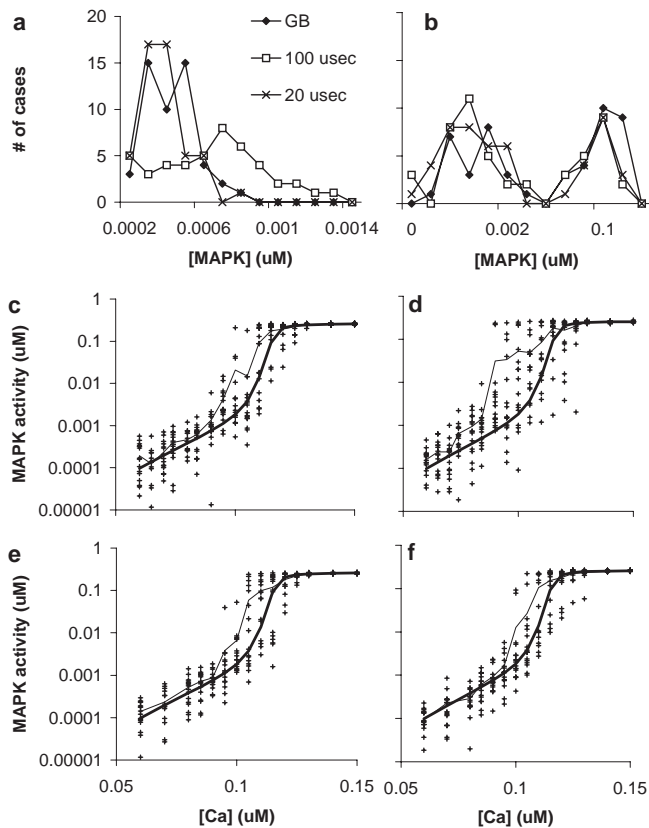 a
b
GB
100 usec
20 usec
# of cases
20
15
10
5
0
0.0002 0.0006 0.001 0.0014
[MAPK] (uM)
0 0.002 0.1
[MAPK] (uM)
c
d
MAPK activity (uM)
1
0.1
0.01
0.001
0.0001
0.00001
e
f
MAPK activity (uM)
1
0.1
0.01
0.001
0.0001
0.00001
0.05 0.1 0.15
[Ca] (uM)
0.05 0.1 0.15
[Ca] (uM)